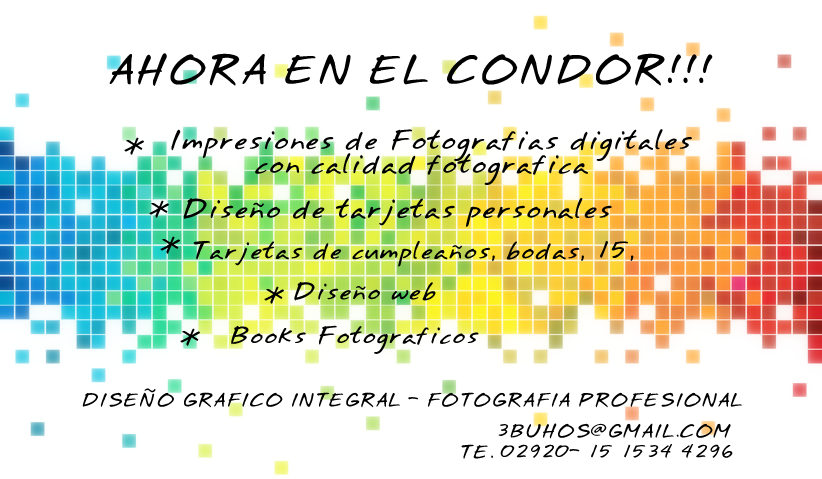 AHORA EN EL CONDOR!!!
* Impresiones de Fotografias digitales
con calidad fotografica
* Diseño de tarjetas personales
* Tarjetas de cumpleaños, bodas, 15,
* Diseño web
* Books Fotograficos
DISEÑO GRAFICO INTEGRAL - FOTOGRAFIA PROFESIONAL
3BUHOS@GMAIL.COM
TE. 02920- 15 1534 4296